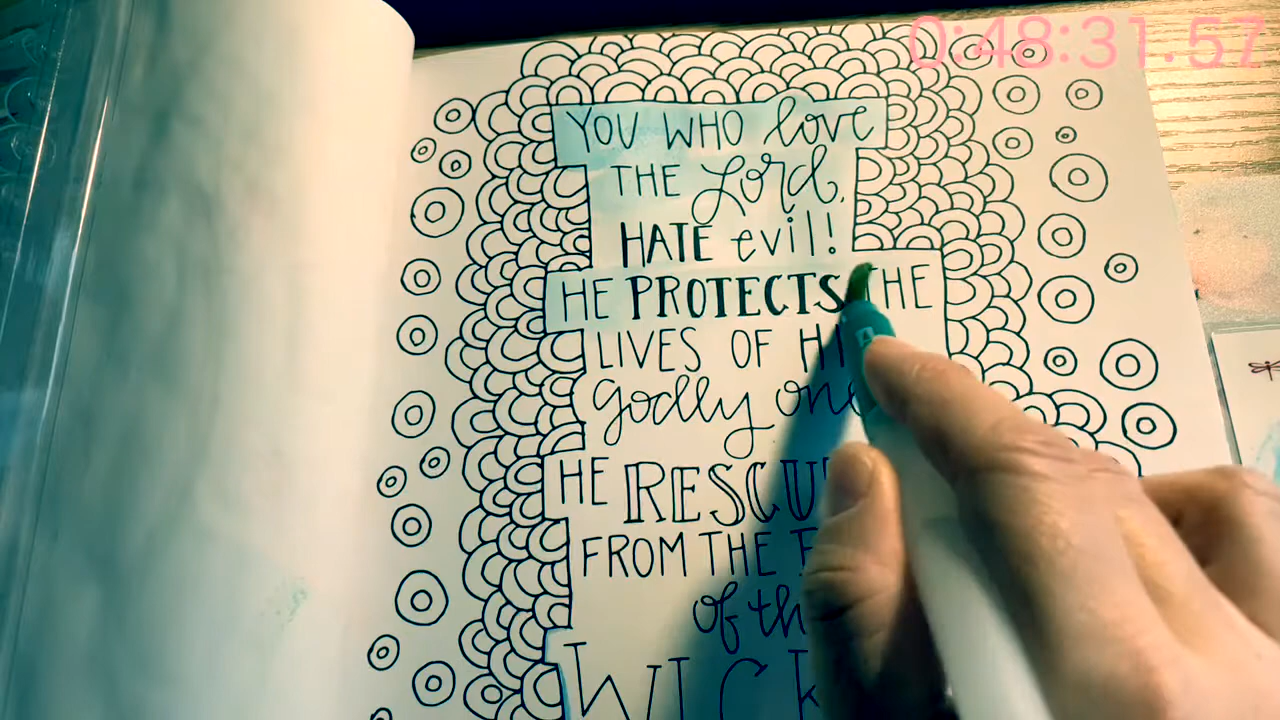 0:48:31.57
YOU WHO love
THE Lord,
HATE evil!
HE PROTECTS THE
LIVES OF
godly
HE
FROM THE
of